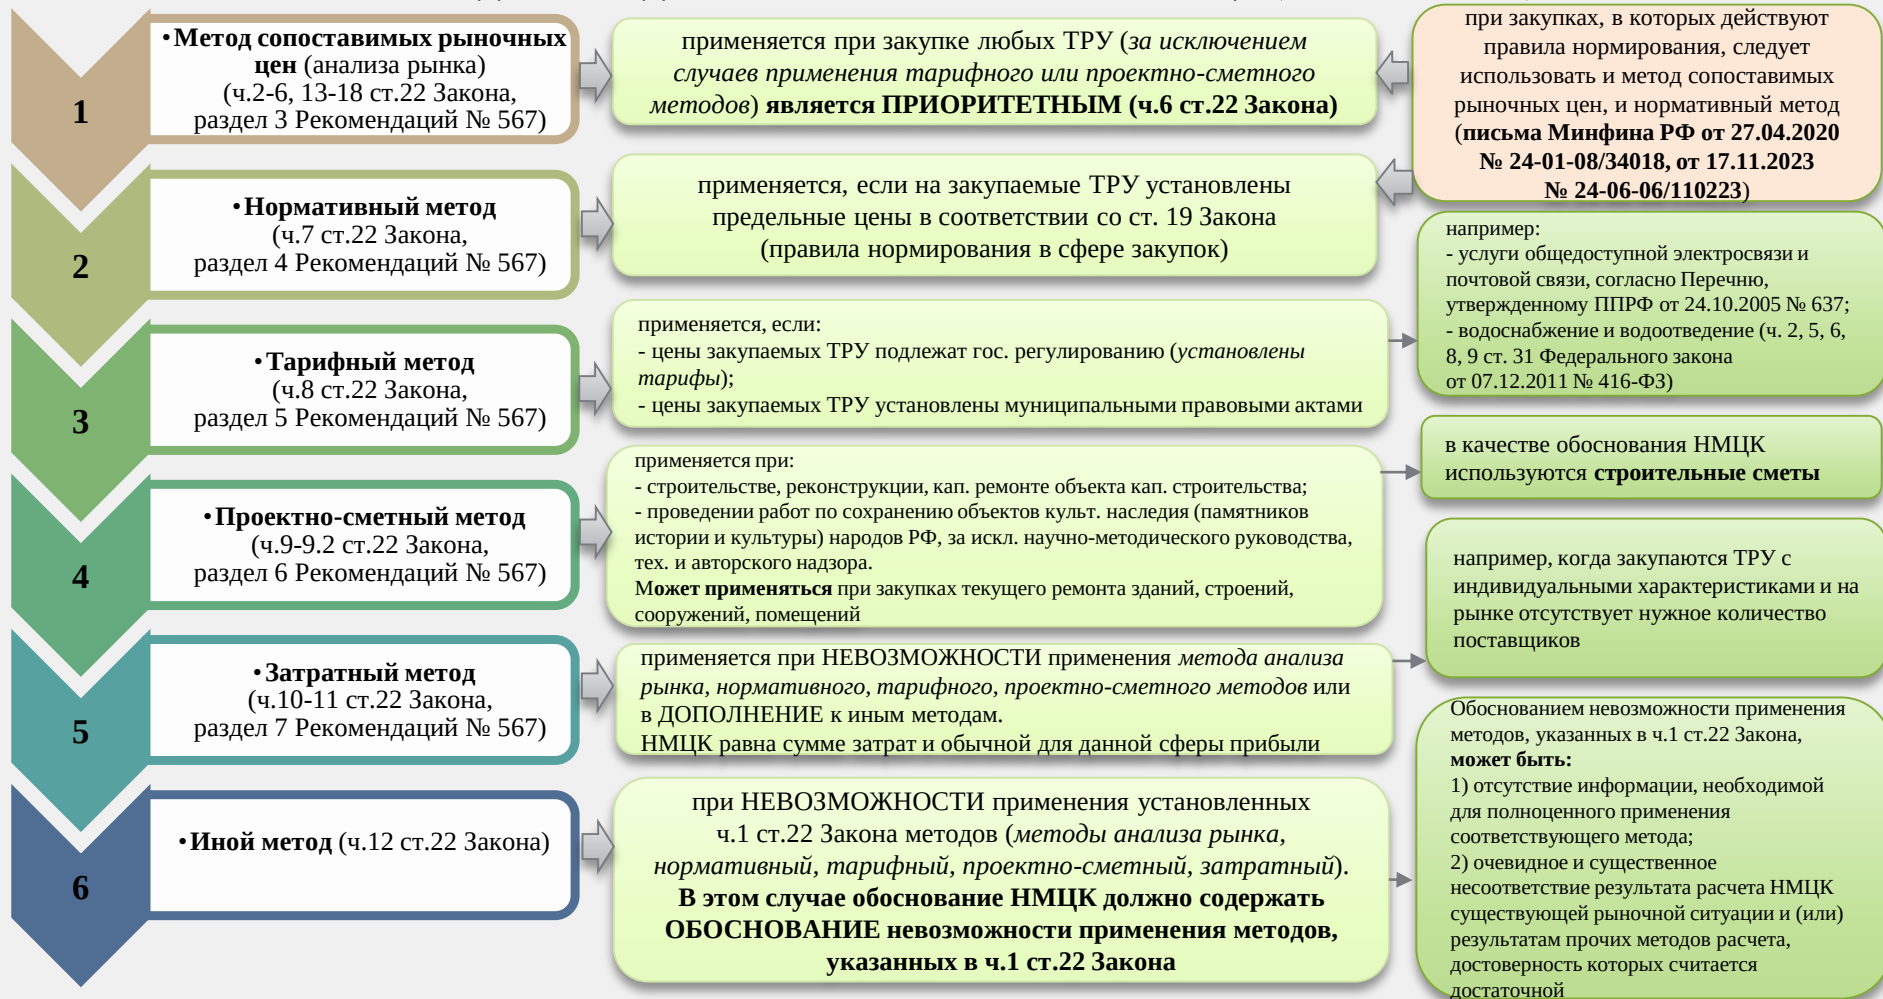 1
• Метод сопоставимых рыночных
цен (анализа рынка)
(ч.2-6, 13-18 ст.22 Закона,
раздел 3 Рекомендаций № 567)
применяется при закупке любых ТРУ (за исключением
случаев применения тарифного или проектно-сметного
методов) является ПРИОРИТЕТНЫМ (ч.6 ст.22 Закона)
при закупках, в которых действуют
правила нормирования, следует
использовать и метод сопоставимых
рыночных цен, и нормативный метод
(письма Минфина РФ от 27.04.2020
№ 24-01-08/34018, от 17.11.2023
№ 24-06-06/110223)
2
• Нормативный метод
(ч.7 ст.22 Закона,
раздел 4 Рекомендаций № 567)
применяется, если на закупаемые ТРУ установлены
предельные цены в соответствии со ст. 19 Закона
(правила нормирования в сфере закупок)
3
• Тарифный метод
(ч.8 ст.22 Закона,
раздел 5 Рекомендаций № 567)
применяется, если:
- цены закупаемых ТРУ подлежат гос. регулированию (установлены
тарифы);
- цены закупаемых ТРУ установлены муниципальными правовыми актами
например:
- услуги общедоступной электросвязи и
почтовой связи, согласно Перечню,
утвержденному ППРФ от 24.10.2005 № 637;
- водоснабжение и водоотведение (ч. 2, 5, 6,
8, 9 ст. 31 Федерального закона
от 07.12.2011 № 416-ФЗ)
4
• Проектно-сметный метод
(ч.9-9.2 ст.22 Закона,
раздел 6 Рекомендаций № 567)
применяется при:
- строительстве, реконструкции, кап. ремонте объекта кап. строительства;
- проведении работ по сохранению объектов культ. наследия (памятников
истории и культуры) народов РФ, за искл. научно-методического руководства,
тех. и авторского надзора.
Может применяться при закупках текущего ремонта зданий, строений,
сооружений, помещений
в качестве обоснования НМЦК
используются строительные сметы
5
• Затратный метод
(ч.10-11 ст.22 Закона,
раздел 7 Рекомендаций № 567)
применяется при НЕВОЗМОЖНОСТИ применения метода анализа
рынка, нормативного, тарифного, проектно-сметного методов или
в ДОПОЛНЕНИЕ к иным методам.
НМЦК равна сумме затрат и обычной для данной сферы прибыли
например, когда закупаются ТРУ с
индивидуальными характеристиками и на
рынке отсутствует нужное количество
поставщиков
6
• Иной метод (ч.12 ст.22 Закона)
при НЕВОЗМОЖНОСТИ применения установленных
ч.1 ст.22 Закона методов (методы анализа рынка,
нормативный, тарифный, проектно-сметный, затратный).
В этом случае обоснование НМЦК должно содержать
ОБОСНОВАНИЕ невозможности применения методов,
указанных в ч.1 ст.22 Закона
Обоснованием невозможности применения
методов, указанных в ч.1 ст.22 Закона,
может быть:
1) отсутствие информации, необходимой
для полноценного применения
соответствующего метода;
2) очевидное и существенное
несоответствие результата расчета НМЦК
существующей рыночной ситуации и (или)
результатам прочих методов расчета,
достоверность которых считается
достаточной